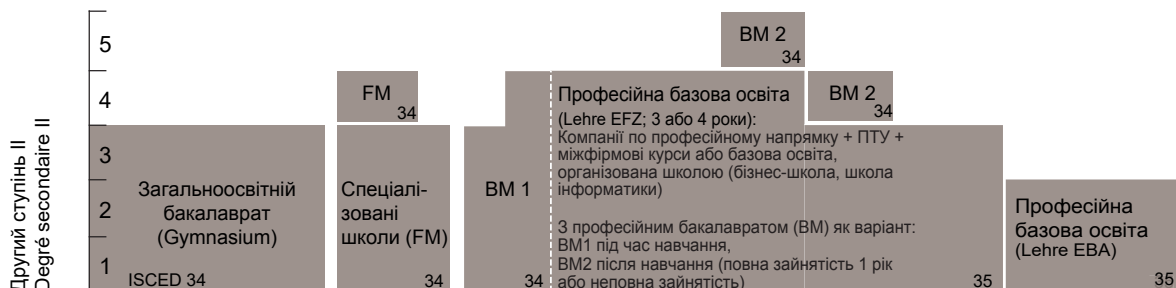 5
4
3
2
1
Другий ступінь II
Degré secondaire II
Загальноосвітній
бакалаврат
(Gymnasium)
ISCED 34
FM
34
Спеціалі-
зовані
школи (FM)
34
BM 1
34
BM 2
34
Професійна базова освіта
(Lehre EFZ; 3 або 4 роки):
Компанії по професійному напрямку + ПТУ +
міжфірмові курси або базова освіта,
організована школою (бізнес-школа, школа
інформатики)
З професійним бакалавратом (BM) як варіант:
BM1 під час навчання,
BM2 після навчання (повна зайнятість 1 рік
або неповна зайнятість)
35
BM 2
34
Професійна
базова освіта
(Lehre EBA)
35